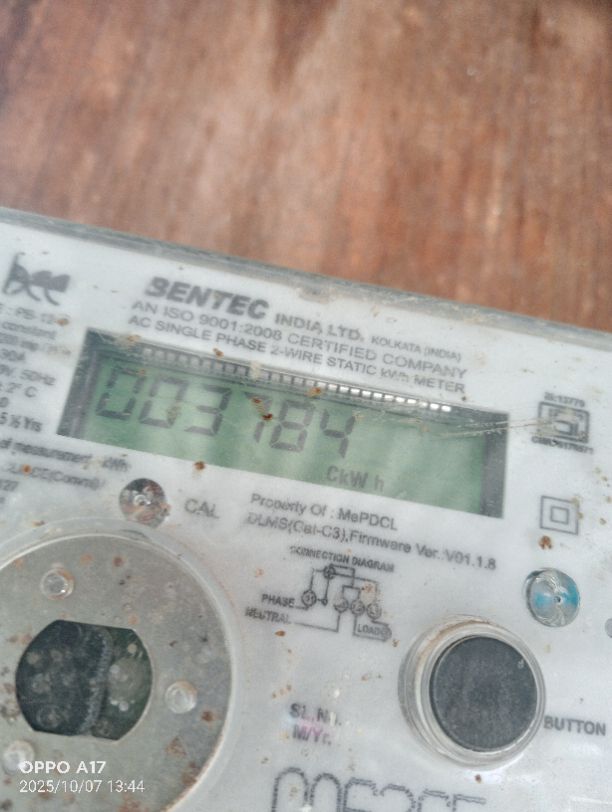 SENTEC INDIA LTD. KOLKATA (INDIA)
AN ISO 9001:2008 CERTIFIED COMPANY
AC SINGLE PHASE 2-WIRE STATIC kWh METER
003784
CkW h
CAL
Property Of : MePDCL
DLMS(Cat-C3),Firmware Ver.:V01.1.8
CONNECTION DIAGRAM
PHASE
NEUTRAL
LOAD
BUTTON
SL. No.
M/Yr.
OPPO A17
2025/10/07 13:44